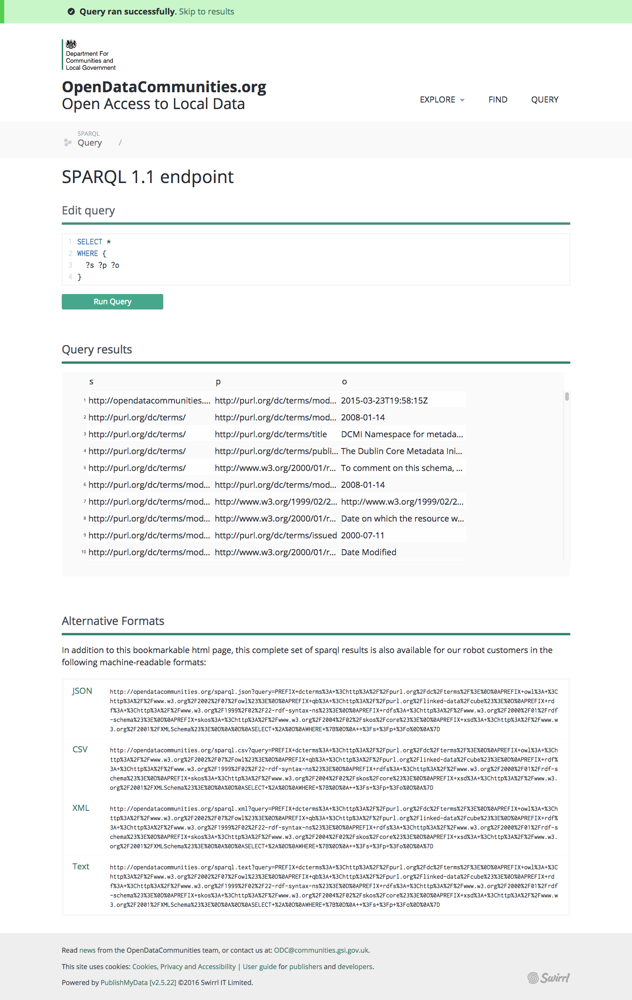 Query ran successfully. Skip to results
Department For
Communities and
Local Government
OpenDataCommunities.org
Open Access to Local Data
EXPLORE FIND QUERY
SPARQL
Query /
SPARQL 1.1 endpoint
Edit query
1 SELECT *
2 WHERE {
3 ?s ?p ?o
4 }
Run Query
Query results
s p o
1 http://opendatacommunities.... http://purl.org/dc/terms/mod... 2015-03-23T19:58:15Z
2 http://purl.org/dc/terms/ http://purl.org/dc/terms/mod... 2008-01-14
3 http://purl.org/dc/terms/ http://purl.org/dc/terms/title DCMI Namespace for metada...
4 http://purl.org/dc/terms/ http://purl.org/dc/terms/publi... The Dublin Core Metadata Ini...
5 http://purl.org/dc/terms/ http://www.w3.org/2000/01/r... To comment on this schema, ...
6 http://purl.org/dc/terms/mod... http://purl.org/dc/terms/mod... 2008-01-14
7 http://purl.org/dc/terms/mod... http://www.w3.org/1999/02/2... http://www.w3.org/1999/02/2...
8 http://purl.org/dc/terms/mod... http://www.w3.org/2000/01/r... Date on which the resource w...
9 http://purl.org/dc/terms/mod... http://purl.org/dc/terms/issued 2000-07-11
10 http://purl.org/dc/terms/mod... http://www.w3.org/2000/01/r... Date Modified
Alternative Formats
In addition to this bookmarkable html page, this complete set of sparql results is also available for our robot customers in the
following machine-readable formats:
JSON http://opendatacommunities.org/sparql.json?query=PREFIX+dcterms%3A+%3Chttp%3A%2F%2Fpurl.org%2Fdc%2Fterms%2F%3E%0D%0APREFIX+owl%3A+%3C
http%3A%2F%2Fwww.w3.org%2F2002%2F07%2Fowl%23%3E%0D%0APREFIX+qb%3A+%3Chttp%3A%2F%2Fpurl.org%2Flinked-data%2Fcube%23%3E%0D%0APREFIX+rd
f%3A+%3Chttp%3A%2F%2Fwww.w3.org%2F1999%2F02%2F22-rdf-syntax-ns%23%3E%0D%0APREFIX+rdfs%3A+%3Chttp%3A%2F%2Fwww.w3.org%2F2000%2F01%2Frdf
-schema%23%3E%0D%0APREFIX+skos%3A+%3Chttp%3A%2F%2Fwww.w3.org%2F2004%2F02%2Fskos%2Fcore%23%3E%0D%0APREFIX+xsd%3A+%3Chttp%3A%2F%2Fwww.w
3.org%2F2001%2FXMLSchema%23%3E%0D%0A%0D%0ASELECT+%2A%0D%0AWHERE+%7B%0D%0A++%3Fs+%3Fp+%3Fo%0D%0A%7D
CSV http://opendatacommunities.org/sparql.csv?query=PREFIX+dcterms%3A+%3Chttp%3A%2F%2Fpurl.org%2Fdc%2Fterms%2F%3E%0D%0APREFIX+owl%3A+%3Ch
ttp%3A%2F%2Fwww.w3.org%2F2002%2F07%2Fowl%23%3E%0D%0APREFIX+qb%3A+%3Chttp%3A%2F%2Fpurl.org%2Flinked-data%2Fcube%23%3E%0D%0APREFIX+rdf
%3A+%3Chttp%3A%2F%2Fwww.w3.org%2F1999%2F02%2F22-rdf-syntax-ns%23%3E%0D%0APREFIX+rdfs%3A+%3Chttp%3A%2F%2Fwww.w3.org%2F2000%2F01%2Frdf-s
chema%23%3E%0D%0APREFIX+skos%3A+%3Chttp%3A%2F%2Fwww.w3.org%2F2004%2F02%2Fskos%2Fcore%23%3E%0D%0APREFIX+xsd%3A+%3Chttp%3A%2F%2Fwww.w3.
org%2F2001%2FXMLSchema%23%3E%0D%0A%0D%0ASELECT+%2A%0D%0AWHERE+%7B%0D%0A++%3Fs+%3Fp+%3Fo%0D%0A%7D
XML http://opendatacommunities.org/sparql.xml?query=PREFIX+dcterms%3A+%3Chttp%3A%2F%2Fpurl.org%2Fdc%2Fterms%2F%3E%0D%0APREFIX+owl%3A+%3Ch
ttp%3A%2F%2Fwww.w3.org%2F2002%2F07%2Fowl%23%3E%0D%0APREFIX+qb%3A+%3Chttp%3A%2F%2Fpurl.org%2Flinked-data%2Fcube%23%3E%0D%0APREFIX+rdf
%3A+%3Chttp%3A%2F%2Fwww.w3.org%2F1999%2F02%2F22-rdf-syntax-ns%23%3E%0D%0APREFIX+rdfs%3A+%3Chttp%3A%2F%2Fwww.w3.org%2F2000%2F01%2Frdf-s
chema%23%3E%0D%0APREFIX+skos%3A+%3Chttp%3A%2F%2Fwww.w3.org%2F2004%2F02%2Fskos%2Fcore%23%3E%0D%0APREFIX+xsd%3A+%3Chttp%3A%2F%2Fwww.w3.
org%2F2001%2FXMLSchema%23%3E%0D%0A%0D%0ASELECT+%2A%0D%0AWHERE+%7B%0D%0A++%3Fs+%3Fp+%3Fo%0D%0A%7D
Text http://opendatacommunities.org/sparql.text?query=PREFIX+dcterms%3A+%3Chttp%3A%2F%2Fpurl.org%2Fdc%2Fterms%2F%3E%0D%0APREFIX+owl%3A+%3C
http%3A%2F%2Fwww.w3.org%2F2002%2F07%2Fowl%23%3E%0D%0APREFIX+qb%3A+%3Chttp%3A%2F%2Fpurl.org%2Flinked-data%2Fcube%23%3E%0D%0APREFIX+rd
f%3A+%3Chttp%3A%2F%2Fwww.w3.org%2F1999%2F02%2F22-rdf-syntax-ns%23%3E%0D%0APREFIX+rdfs%3A+%3Chttp%3A%2F%2Fwww.w3.org%2F2000%2F01%2Frdf
-schema%23%3E%0D%0APREFIX+skos%3A+%3Chttp%3A%2F%2Fwww.w3.org%2F2004%2F02%2Fskos%2Fcore%23%3E%0D%0APREFIX+xsd%3A+%3Chttp%3A%2F%2Fwww.w
3.org%2F2001%2FXMLSchema%23%3E%0D%0A%0D%0ASELECT+%2A%0D%0AWHERE+%7B%0D%0A++%3Fs+%3Fp+%3Fo%0D%0A%7D
Read news from the OpenDataCommunities team, or contact us at: ODC@communities.gsi.gov.uk.
This site uses cookies: Cookies, Privacy and Accessibility | User guide for publishers and developers.
Powered by PublishMyData [v2.5.22] ©2016 Swirrl IT Limited.
Swirrl